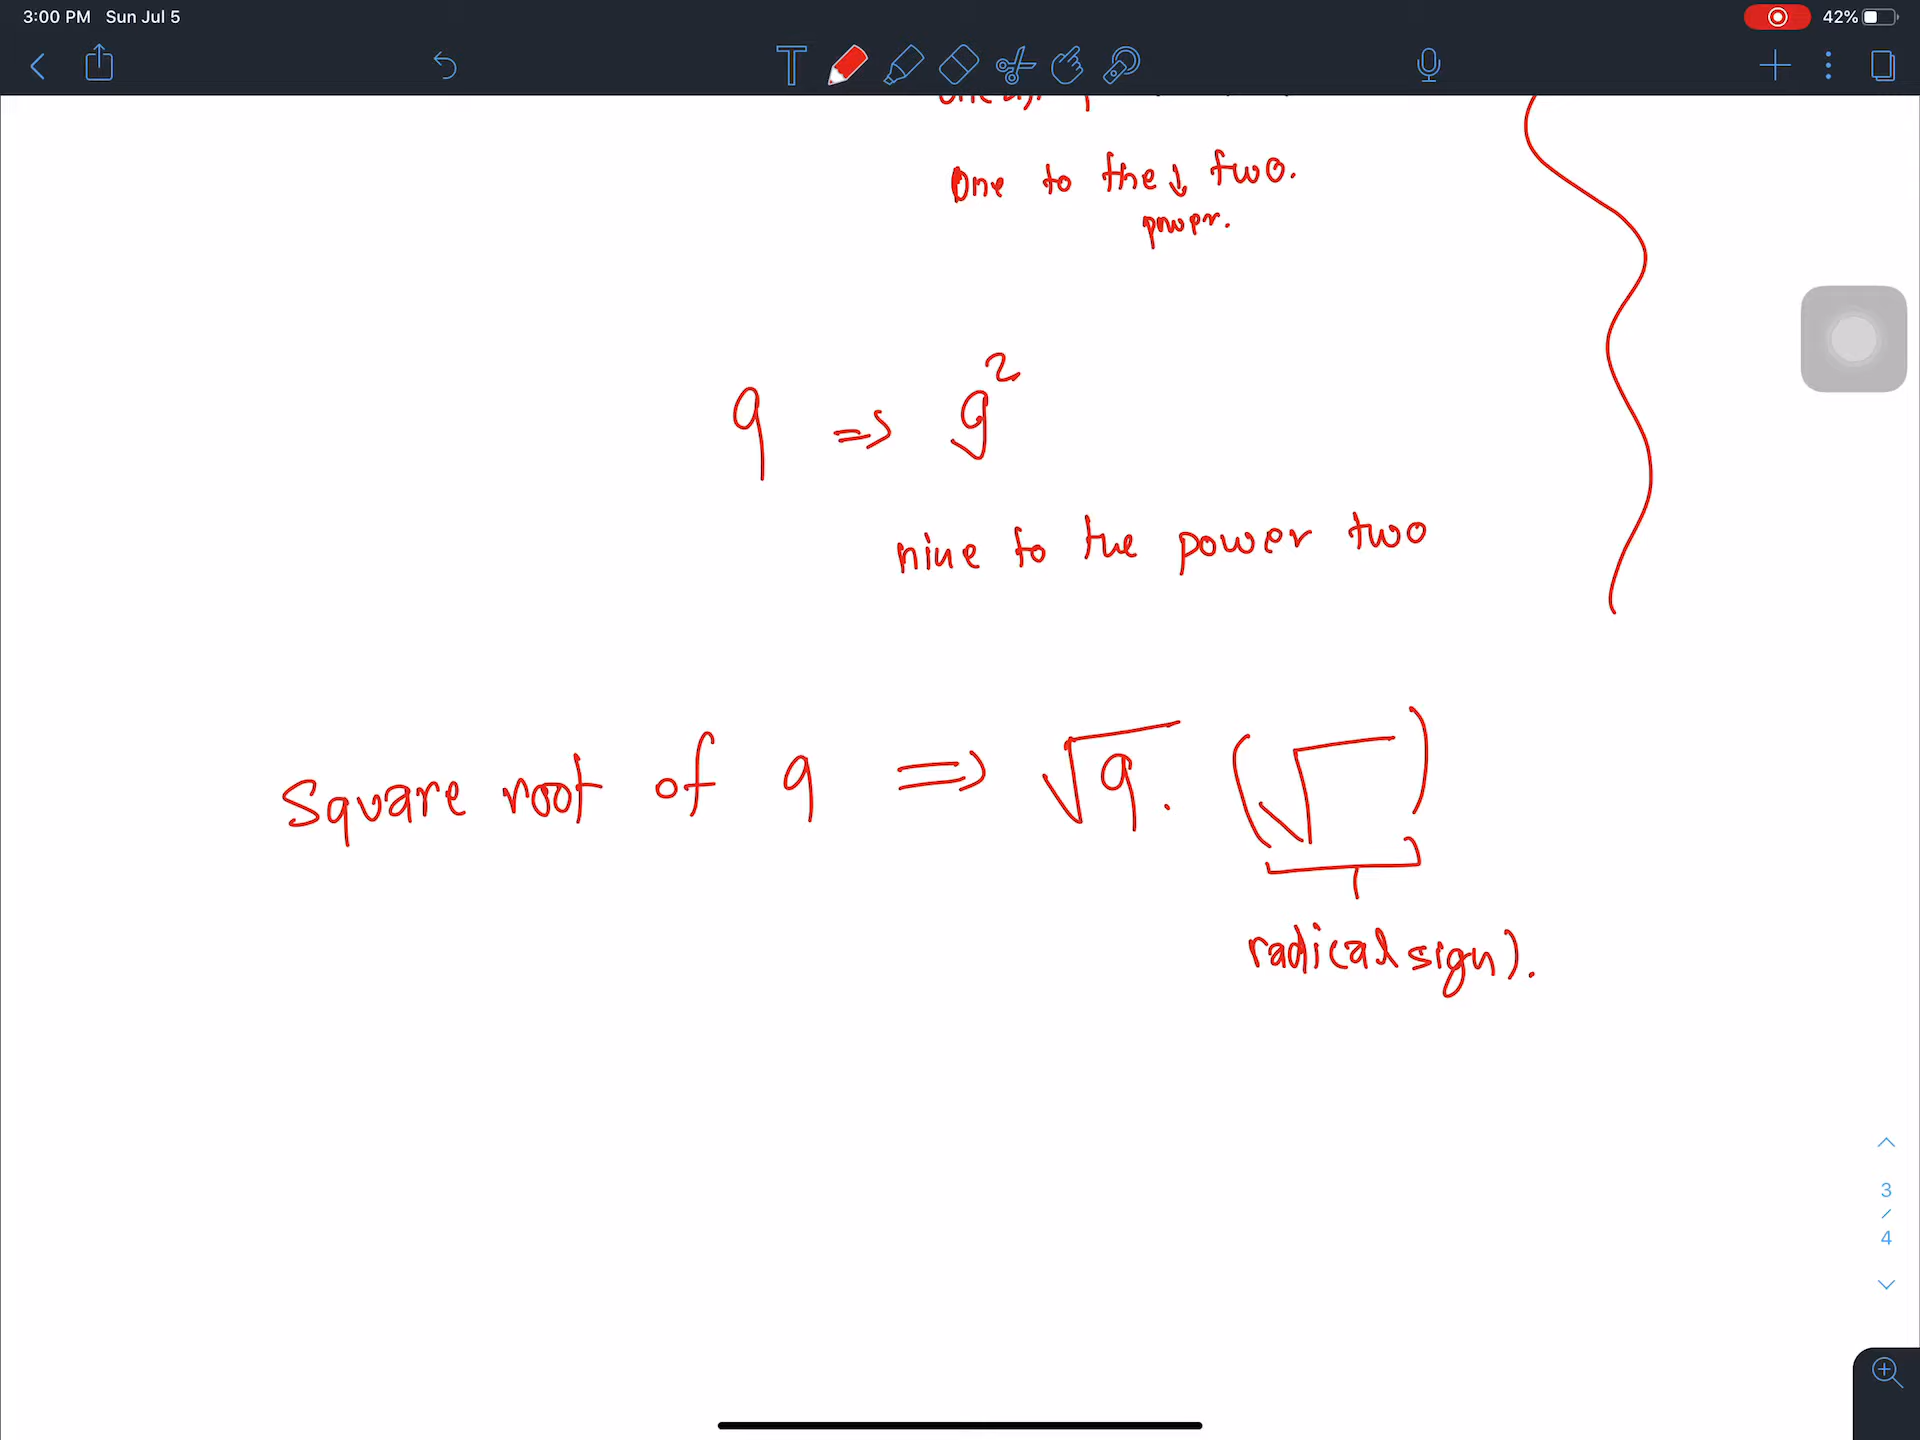 3:00 PM Sun Jul 5
42%
One to the ↓ two.
power.
9 ⇒ 9²
nine to the power two
Square root of 9 ⇒ √9. (√ )
radical sign).
3
/
4